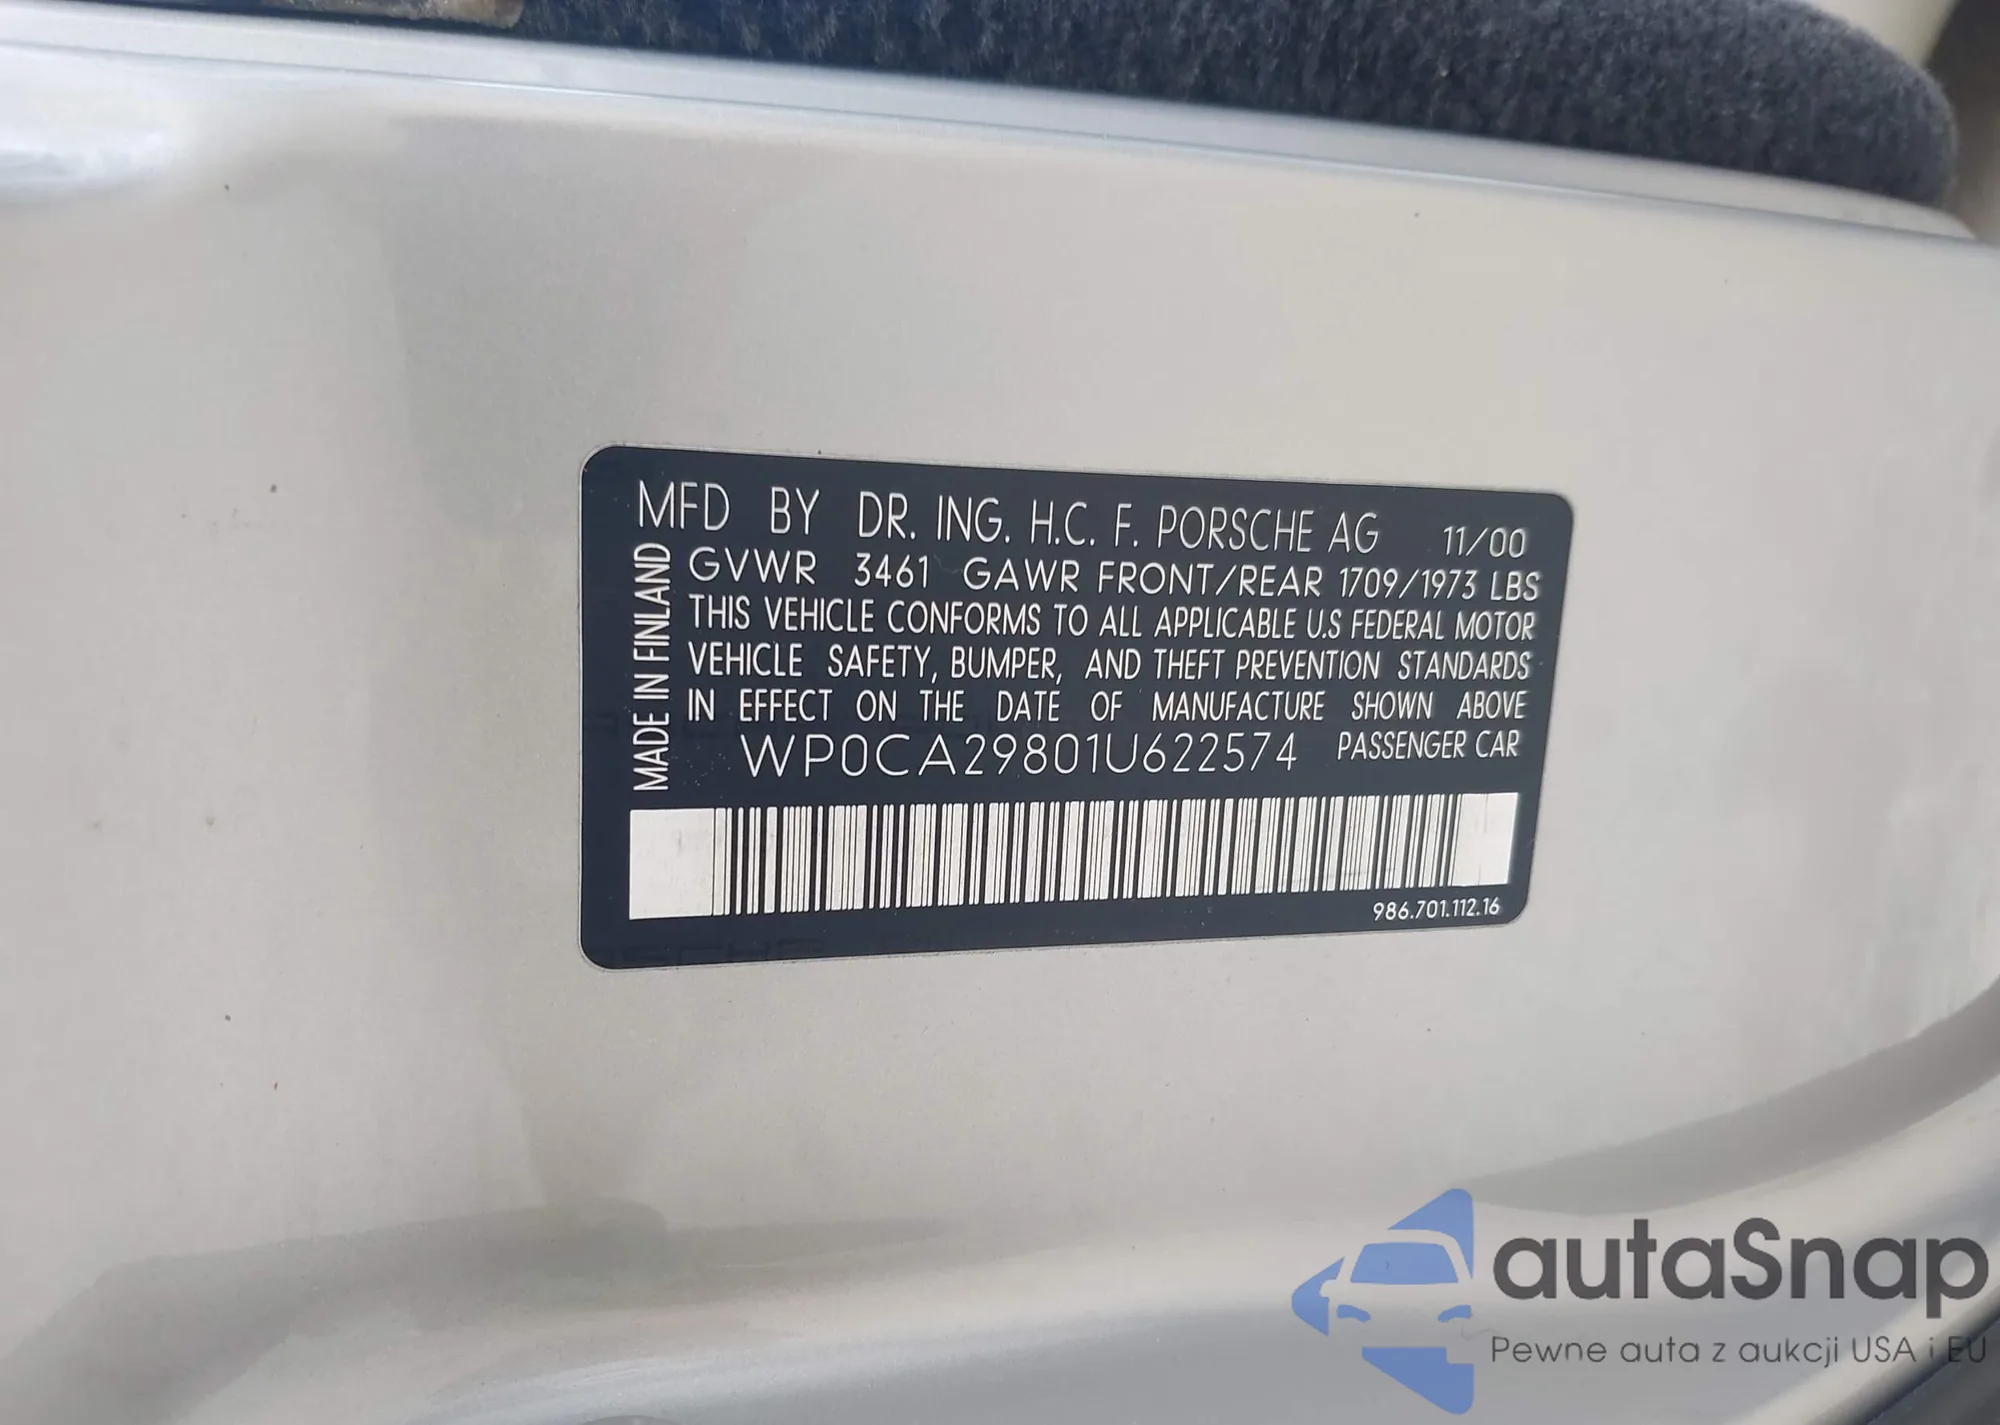 MFD BY DR. ING. H.C. F. PORSCHE AG 11/00
GVWR 3461 GAWR FRONT/REAR 1709/1973 LBS
THIS VEHICLE CONFORMS TO ALL APPLICABLE U.S FEDERAL MOTOR
VEHICLE SAFETY, BUMPER, AND THEFT PREVENTION STANDARDS
IN EFFECT ON THE DATE OF MANUFACTURE SHOWN ABOVE
WP0CA29801U622574 PASSENGER CAR
MADE IN FINLAND
986.701.112.16
autaSnap
Pewne auta z aukcji USA i EU